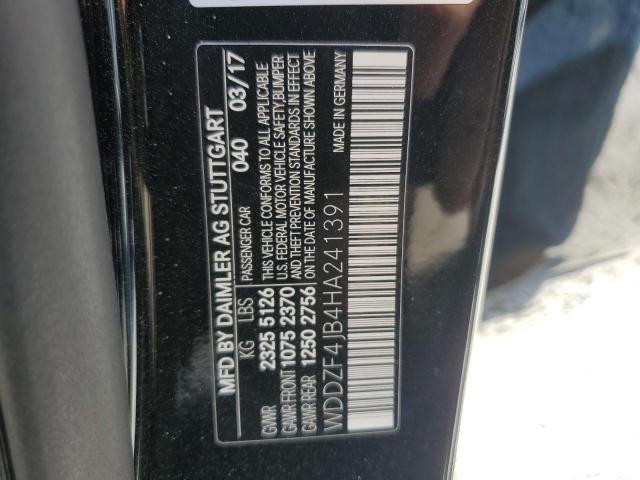 MFD BY DAIMLER AG STUTTGART
040 03/17
KG LBS PASSENGER CAR
GVWR 2325 5126 THIS VEHICLE CONFORMS TO ALL APPLICABLE
GAWR FRONT 1075 2370 U.S. FEDERAL MOTOR VEHICLE SAFETY,BUMPER
GAWR REAR 1250 2756 AND THEFT PREVENTION STANDARDS IN EFFECT
ON THE DATE OF MANUFACTURE SHOWN ABOVE
WDDZF4JB4HA241391
MADE IN GERMANY